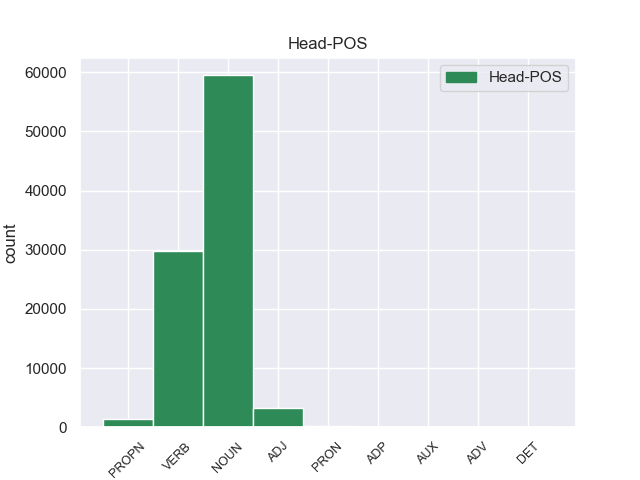 Head-POS
Head-POS
60000
50000
40000
30000
20000
10000
0
count
PROPN VERB NOUN ADJ PRON ADP AUX ADV DET